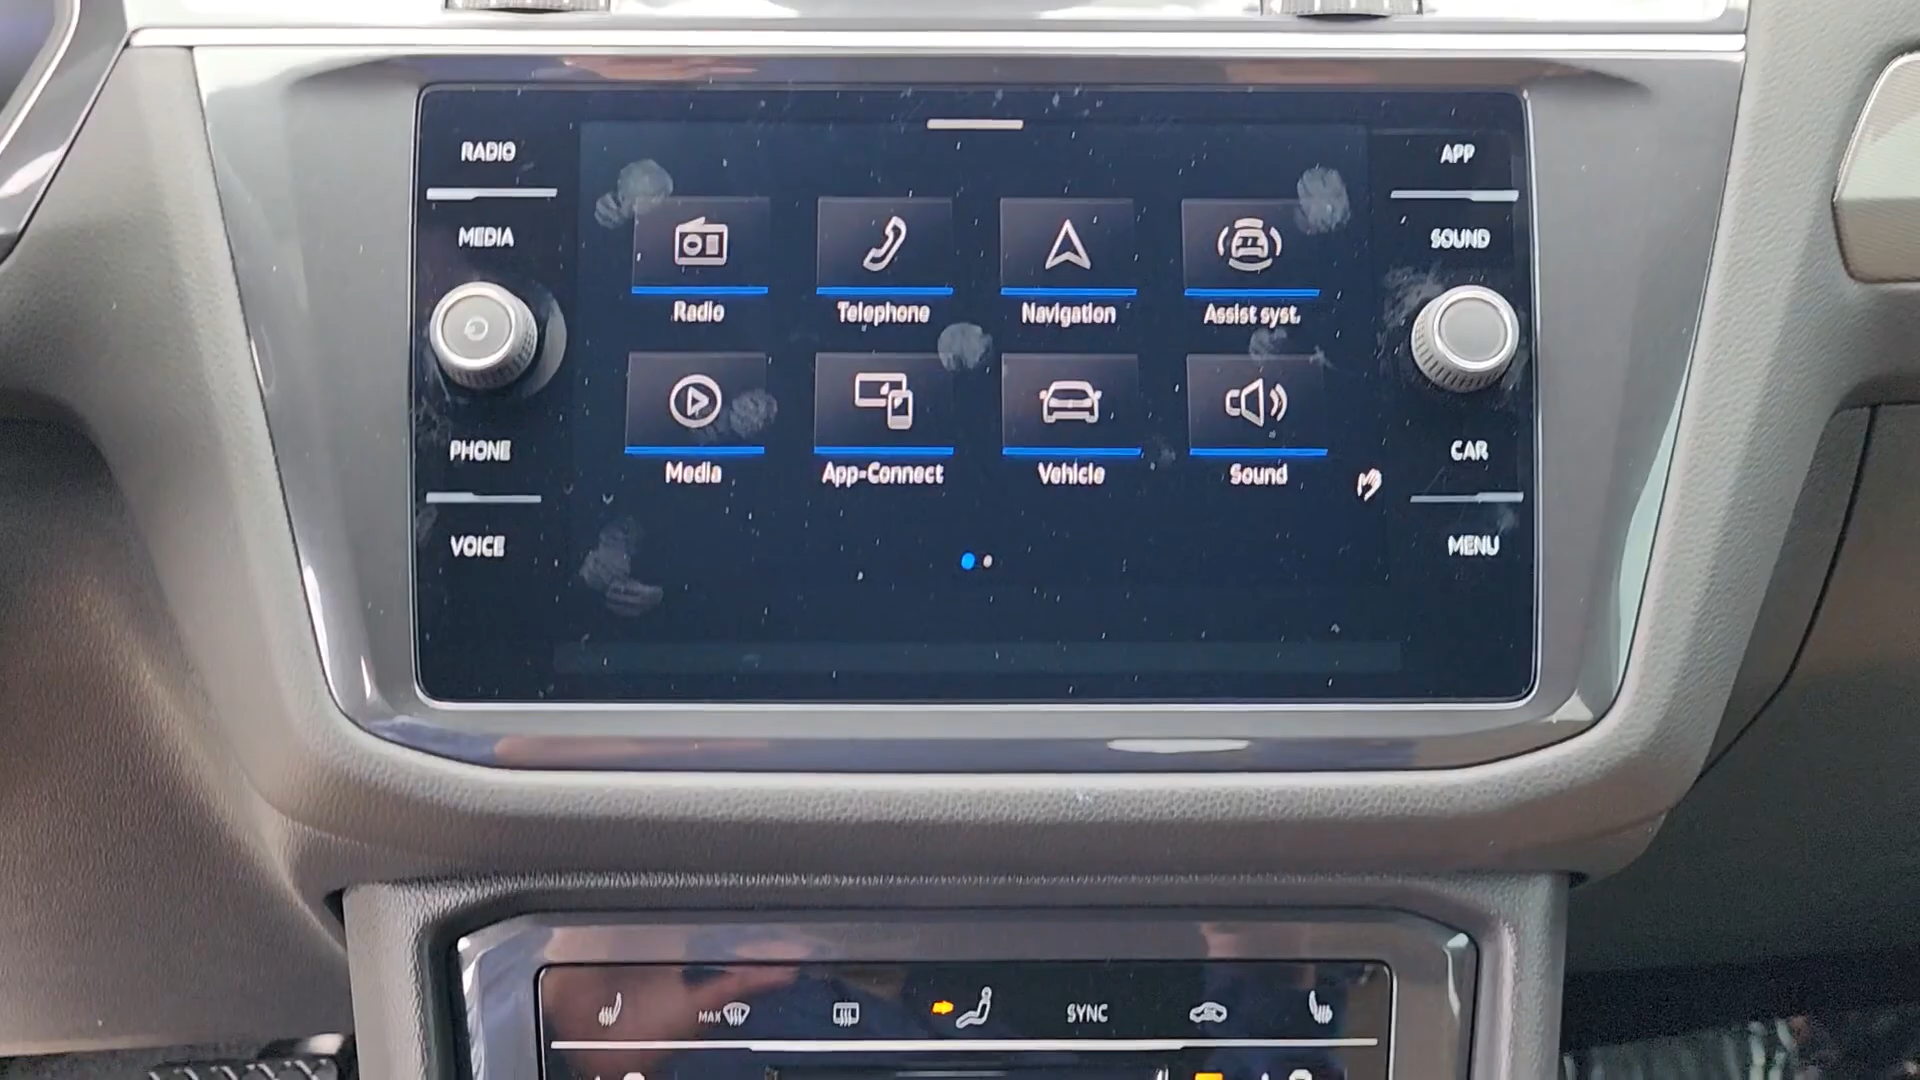 RADIO
APP
MEDIA
SOUND
Radio
Telephone
Navigation
Assist syst.
Media
App-Connect
Vehicle
Sound
PHONE
CAR
VOICE
MENU
MAX
SYNC